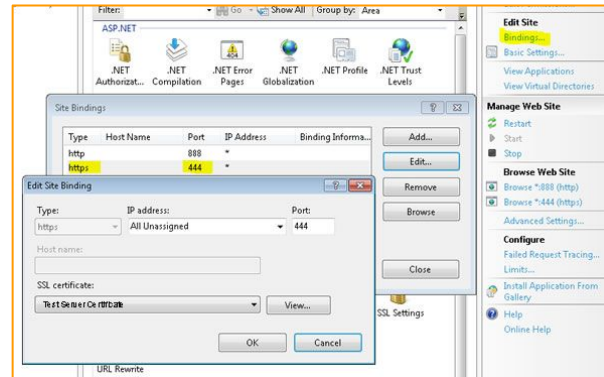 Filter:
Go
Show All
Group by: Area
ASP.NET
.NET Authorizat...
.NET Compilation
.NET Error Pages
.NET Globalization
.NET Profile
.NET Trust Levels
Site Bindings
Type Host Name Port IP Address Binding Informa...
http 888 *
https 444 *
Add...
Edit...
Remove
Browse
Close
Edit Site Binding
Type:
IP address:
Port:
https
All Unassigned
444
Host name:
SSL certificate:
Test Server Certificate
View...
OK
Cancel
SSL Settings
URL Rewrite
Edit Site
Bindings...
Basic Settings...
View Applications
View Virtual Directories
Manage Web Site
Restart
Start
Stop
Browse Web Site
Browse *:888 (http)
Browse *:444 (https)
Advanced Settings...
Configure
Failed Request Tracing...
Limits...
Install Application From
Gallery
Help
Online Help